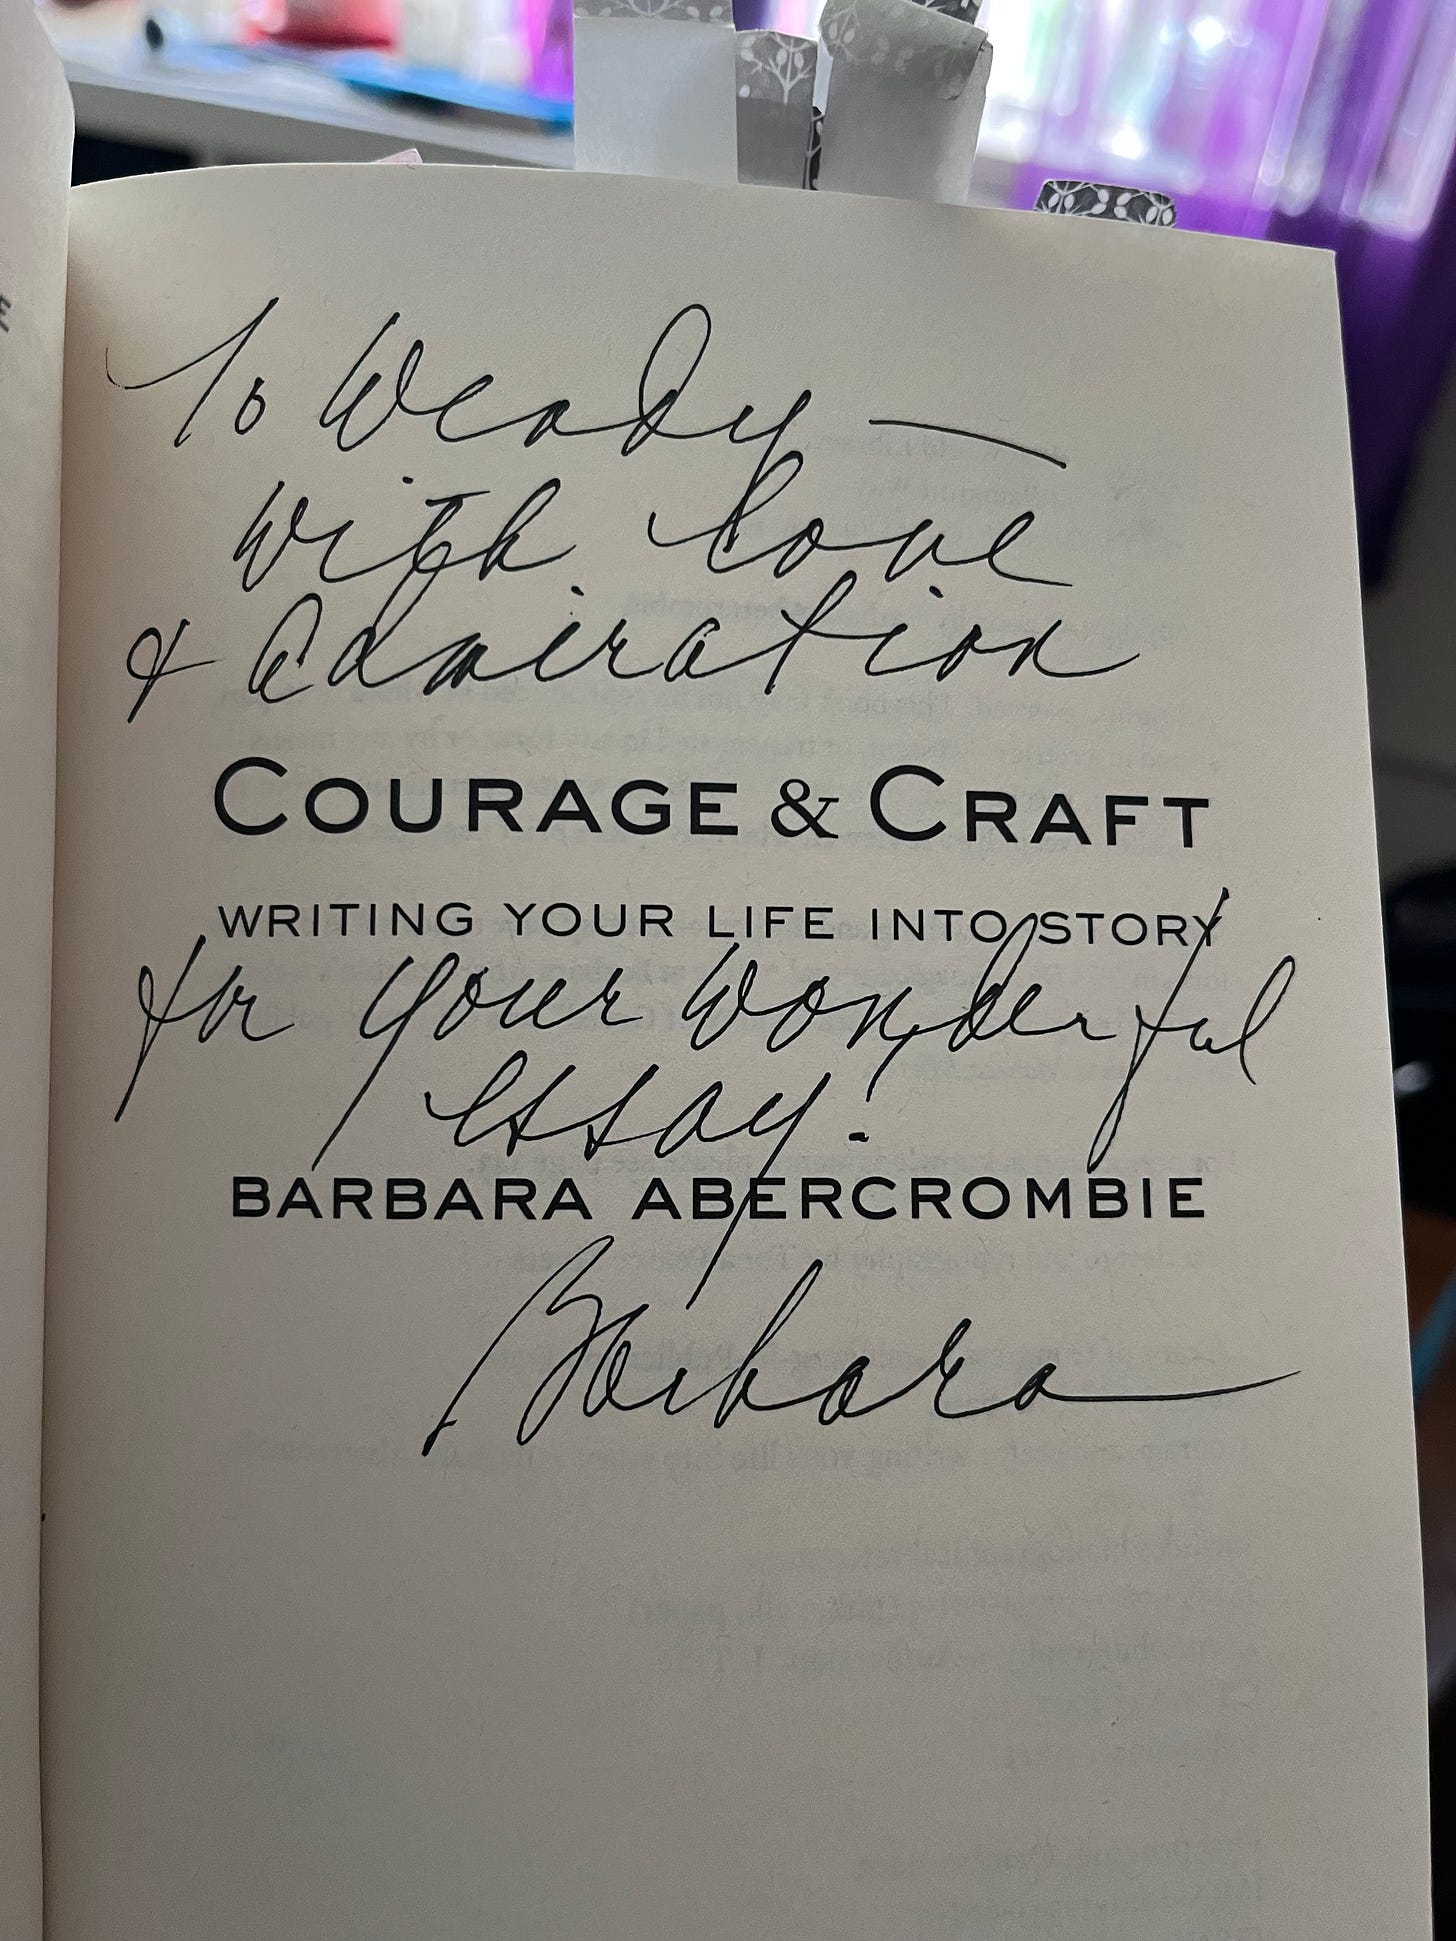 To Wendy —
with love
& Admiration
COURAGE & CRAFT
WRITING YOUR LIFE INTO STORY
for your wonderful
essay!
BARBARA ABERCROMBIE
Barbara